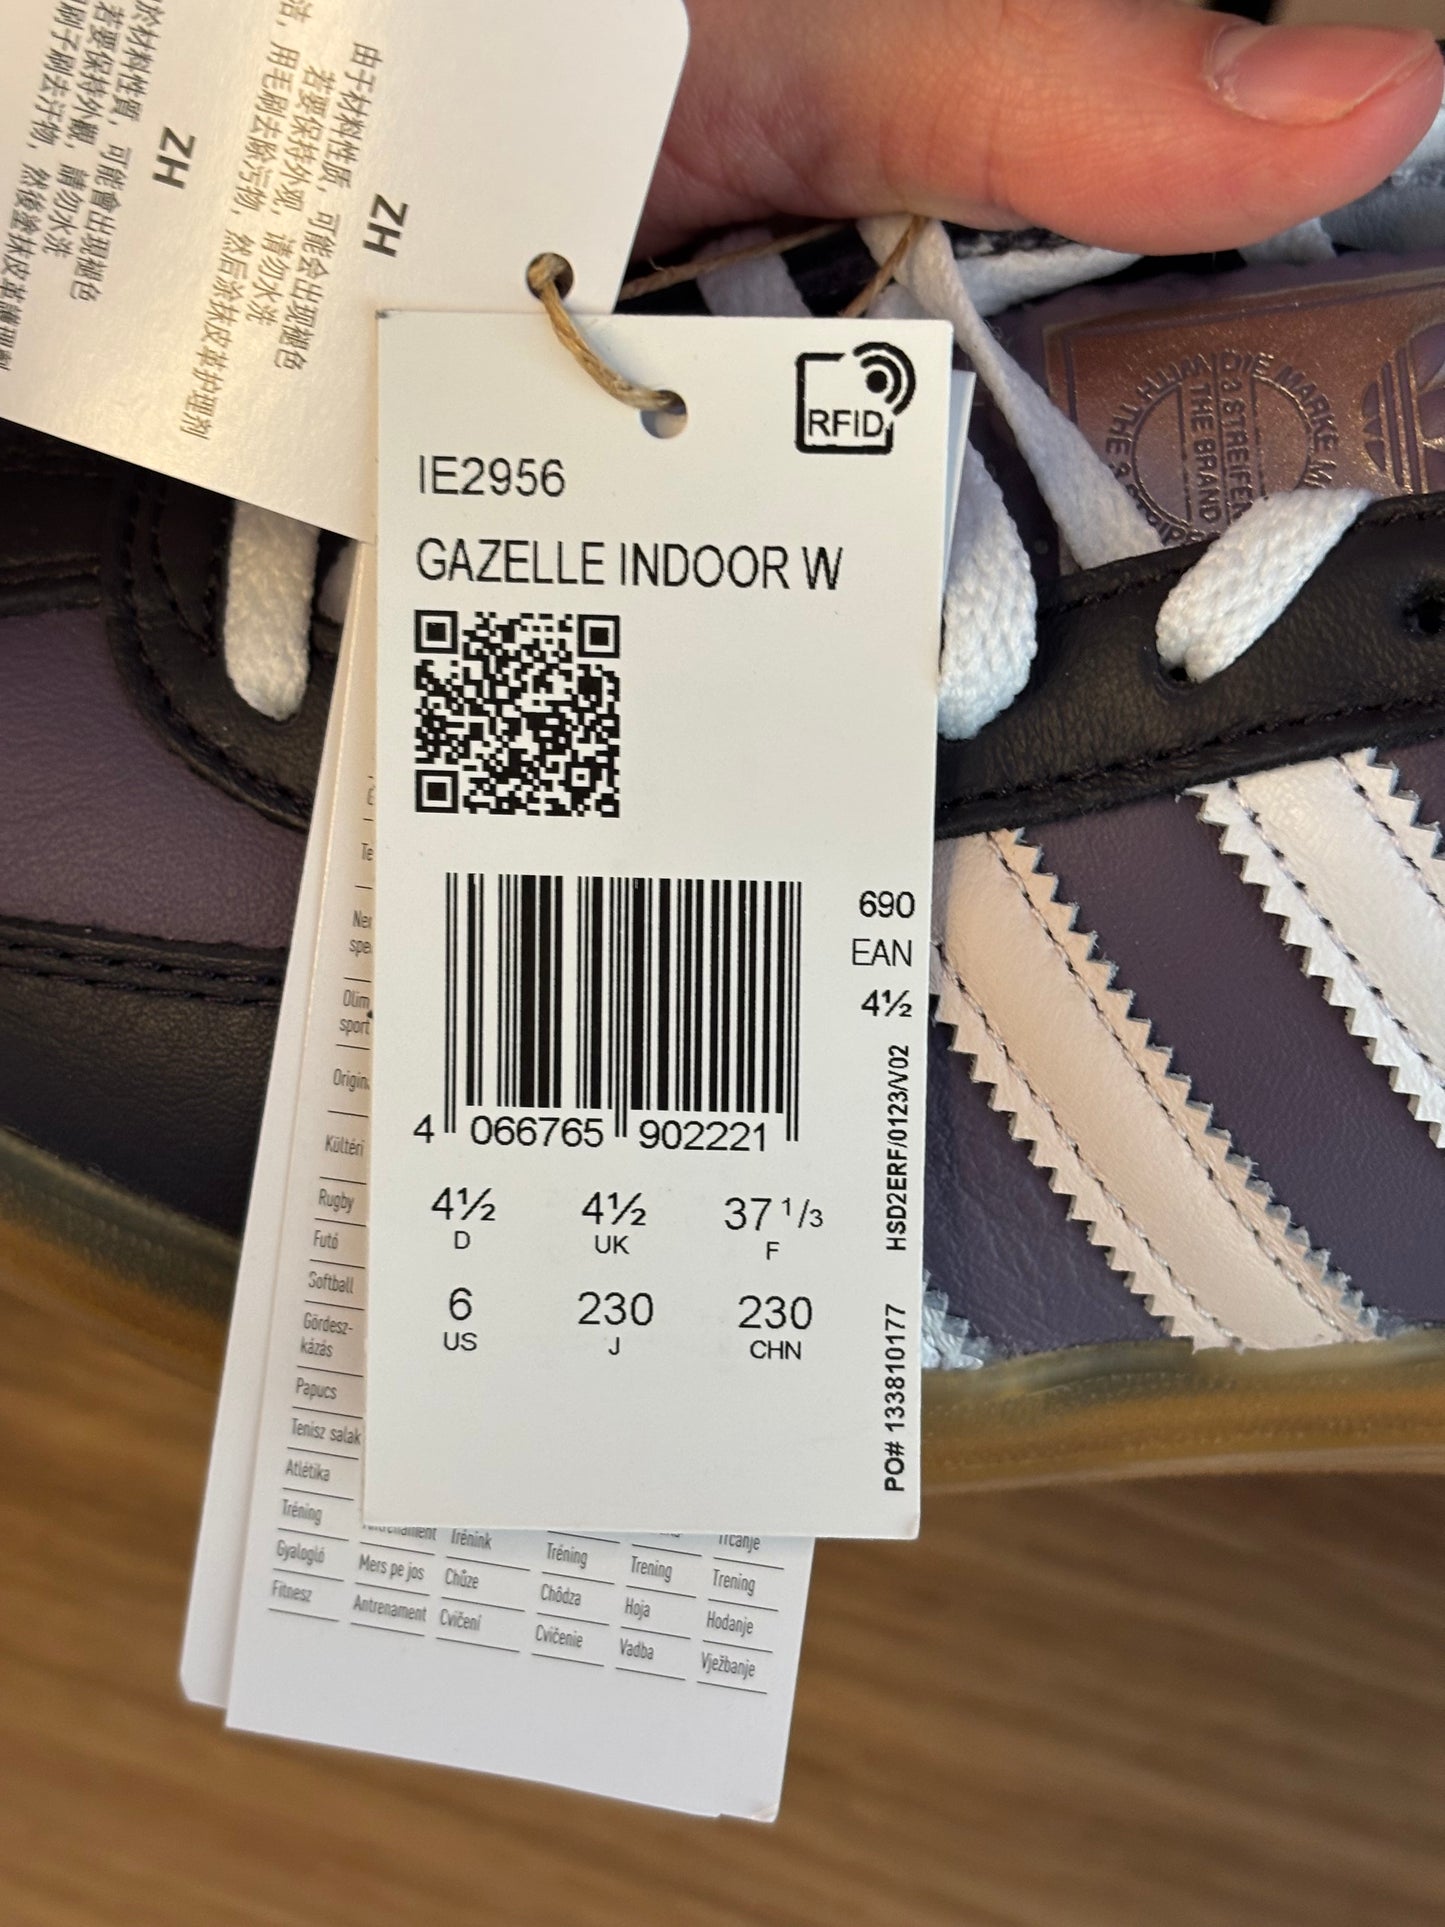 於材料性質，可能會出現褪色
若要保持外觀，請勿水洗
刷子刷去汙物，然後塗抹皮革護理劑
ZH
由于材料性质，可能会出现褪色
若要保持外观，请勿水洗
，用毛刷去除污物，然后涂抹皮革护理剂
ZH
RFID
IE2956
GAZELLE INDOOR W
690
EAN
4½
4 066765 902221
HSD2ERF/0123/V02
4½ 4½ 37 1/3
D UK F
6 230 230
US J CHN
PO# 133810177
DIE MARKE
THE BRAND
Rugby
Futó
Softball
Gördesz-
kázás
Papucs
Tenisz salak
Atlétika
Tréning
Gyalogló
Fitnesz
Mers pe jos
Antrenament
Trénink
Chůze
Cvičení
Tréning
Chôdza
Cvičenie
Trening
Hoja
Vadba
Trčanje
Trening
Hodanje
Vježbanje